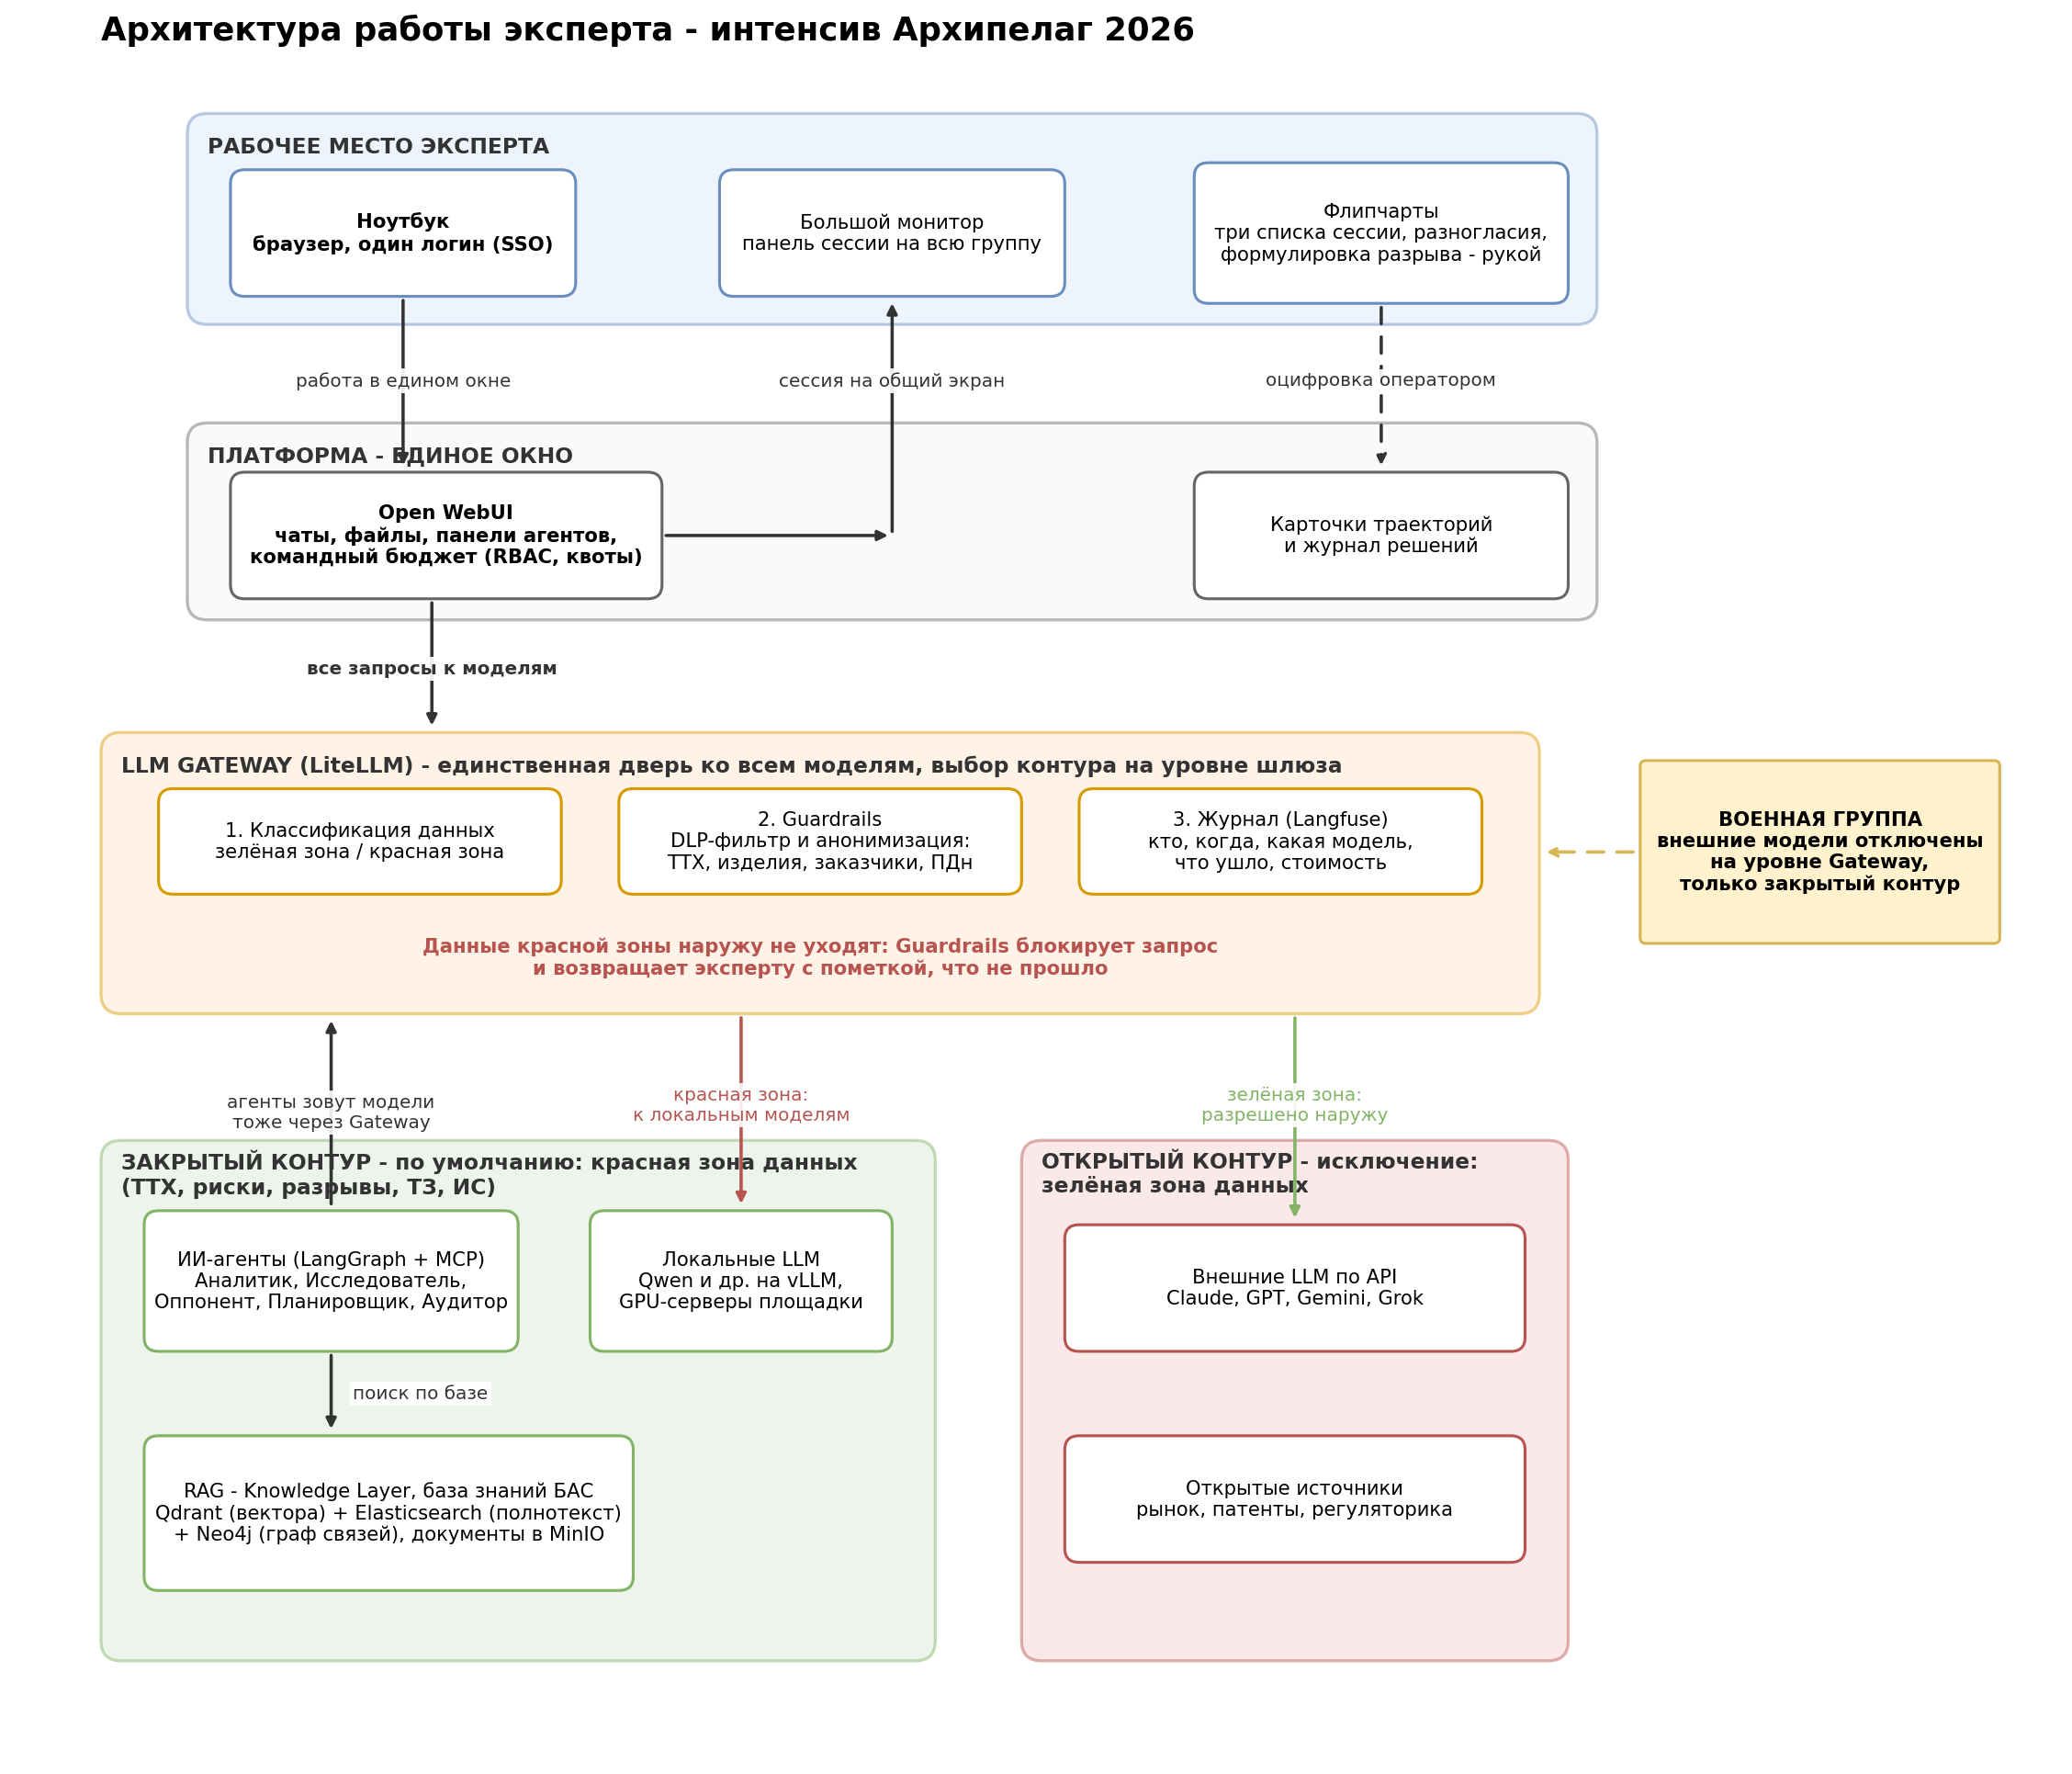 Архитектура работы эксперта - интенсив Архипелаг 2026
РАБОЧЕЕ МЕСТО ЭКСПЕРТА
Ноутбук
браузер, один логин (SSO)
Большой монитор
панель сессии на всю группу
Флипчарты
три списка сессии, разногласия,
формулировка разрыва - рукой
работа в едином окне
сессия на общий экран
оцифровка оператором
ПЛАТФОРМА - ЕДИНОЕ ОКНО
Open WebUI
чаты, файлы, панели агентов,
командный бюджет (RBAC, квоты)
Карточки траекторий
и журнал решений
все запросы к моделям
LLM GATEWAY (LiteLLM) - единственная дверь ко всем моделям, выбор контура на уровне шлюза
1. Классификация данных
зелёная зона / красная зона
2. Guardrails
DLP-фильтр и анонимизация:
ТТХ, изделия, заказчики, ПДн
3. Журнал (Langfuse)
кто, когда, какая модель,
что ушло, стоимость
ВОЕННАЯ ГРУППА
внешние модели отключены
на уровне Gateway,
только закрытый контур
Данные красной зоны наружу не уходят: Guardrails блокирует запрос
и возвращает эксперту с пометкой, что не прошло
агенты зовут модели
тоже через Gateway
красная зона:
к локальным моделям
зелёная зона:
разрешено наружу
ЗАКРЫТЫЙ КОНТУР - по умолчанию: красная зона данных
(ТТХ, риски, разрывы, ТЗ, ИС)
ОТКРЫТЫЙ КОНТУР - исключение:
зелёная зона данных
ИИ-агенты (LangGraph + MCP)
Аналитик, Исследователь,
Оппонент, Планировщик, Аудитор
Локальные LLM
Qwen и др. на vLLM,
GPU-серверы площадки
Внешние LLM по API
Claude, GPT, Gemini, Grok
поиск по базе
RAG - Knowledge Layer, база знаний БАС
Qdrant (вектора) + Elasticsearch (полнотекст)
+ Neo4j (граф связей), документы в MinIO
Открытые источники
рынок, патенты, регуляторика